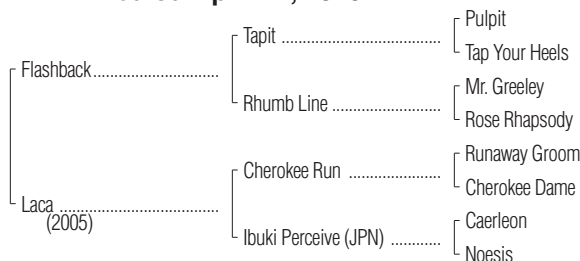 Pulpit
Tapit ..............................................
Tap Your Heels
Flashback........................................
Mr. Greeley
Rhumb Line .....................................
Rose Rhapsody
Runaway Groom
Cherokee Run .............................
Cherokee Dame
Laca ..................................................
Caerleon
(2005)
Ibuki Perceive (JPN) ...............
Noesis